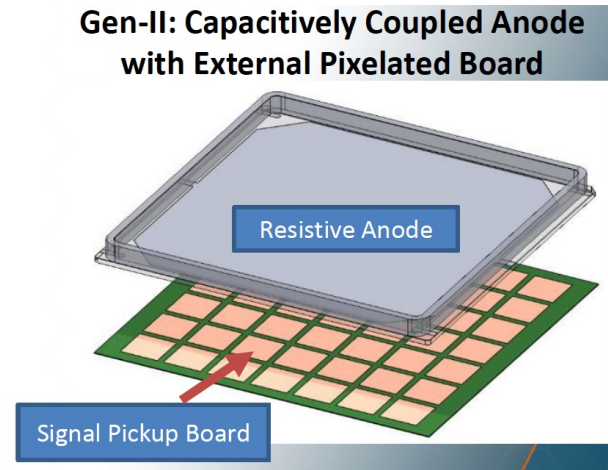 Gen-II: Capacitively Coupled Anode
with External Pixelated Board
Resistive Anode
Signal Pickup Board